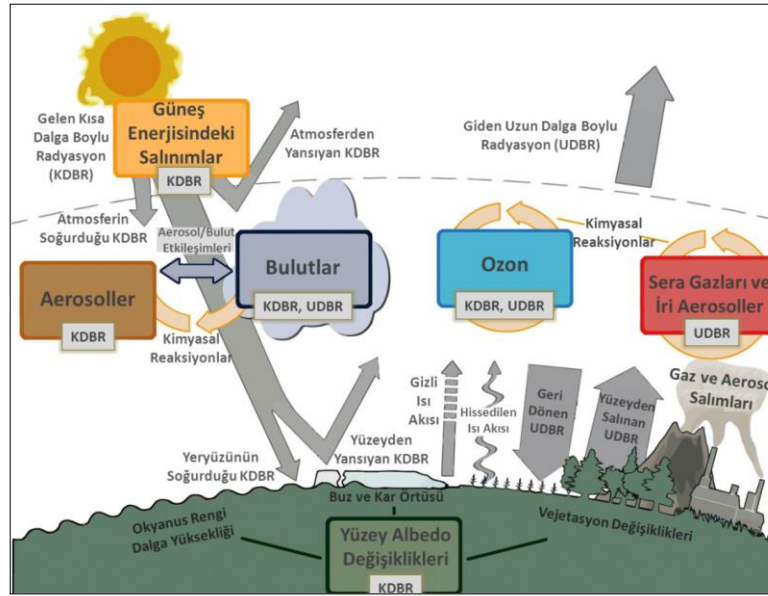 Gelen Kısa
Dalga Boylu
Radyasyon
(KDBR)
Güneş
Enerjisindeki
Salınımlar
KDBR
Atmosferden
Yansıyan KDBR
Giden Uzun Dalga Boylu
Radyasyon (UDBR)
Atmosferin
Soğurduğu KDBR
Aerosol/Bulut
Etkileşimleri
Kimyasal
Reaksiyonlar
Aerosoller
KDBR
Bulutlar
KDBR, UDBR
Ozon
KDBR, UDBR
Sera Gazları ve
İri Aerosoller
UDBR
Kimyasal
Reaksiyonlar
Gaz ve Aeroso
Salımları
Gizli
Isı
Akısı
Hissedilen
Isı Akısı
Geri
Dönen
UDBR
Yüzeyden
Salınan
UDBR
Yeryüzünün
Soğurduğu KDBR
Yüzeyden
Yansıyan KDBR
Buz ve Kar Örtüsü
Okyanus Rengi
Dalga Yüksekliği
Vejetasyon Değişiklikleri
Yüzey Albedo
Değişiklikleri
KDBR